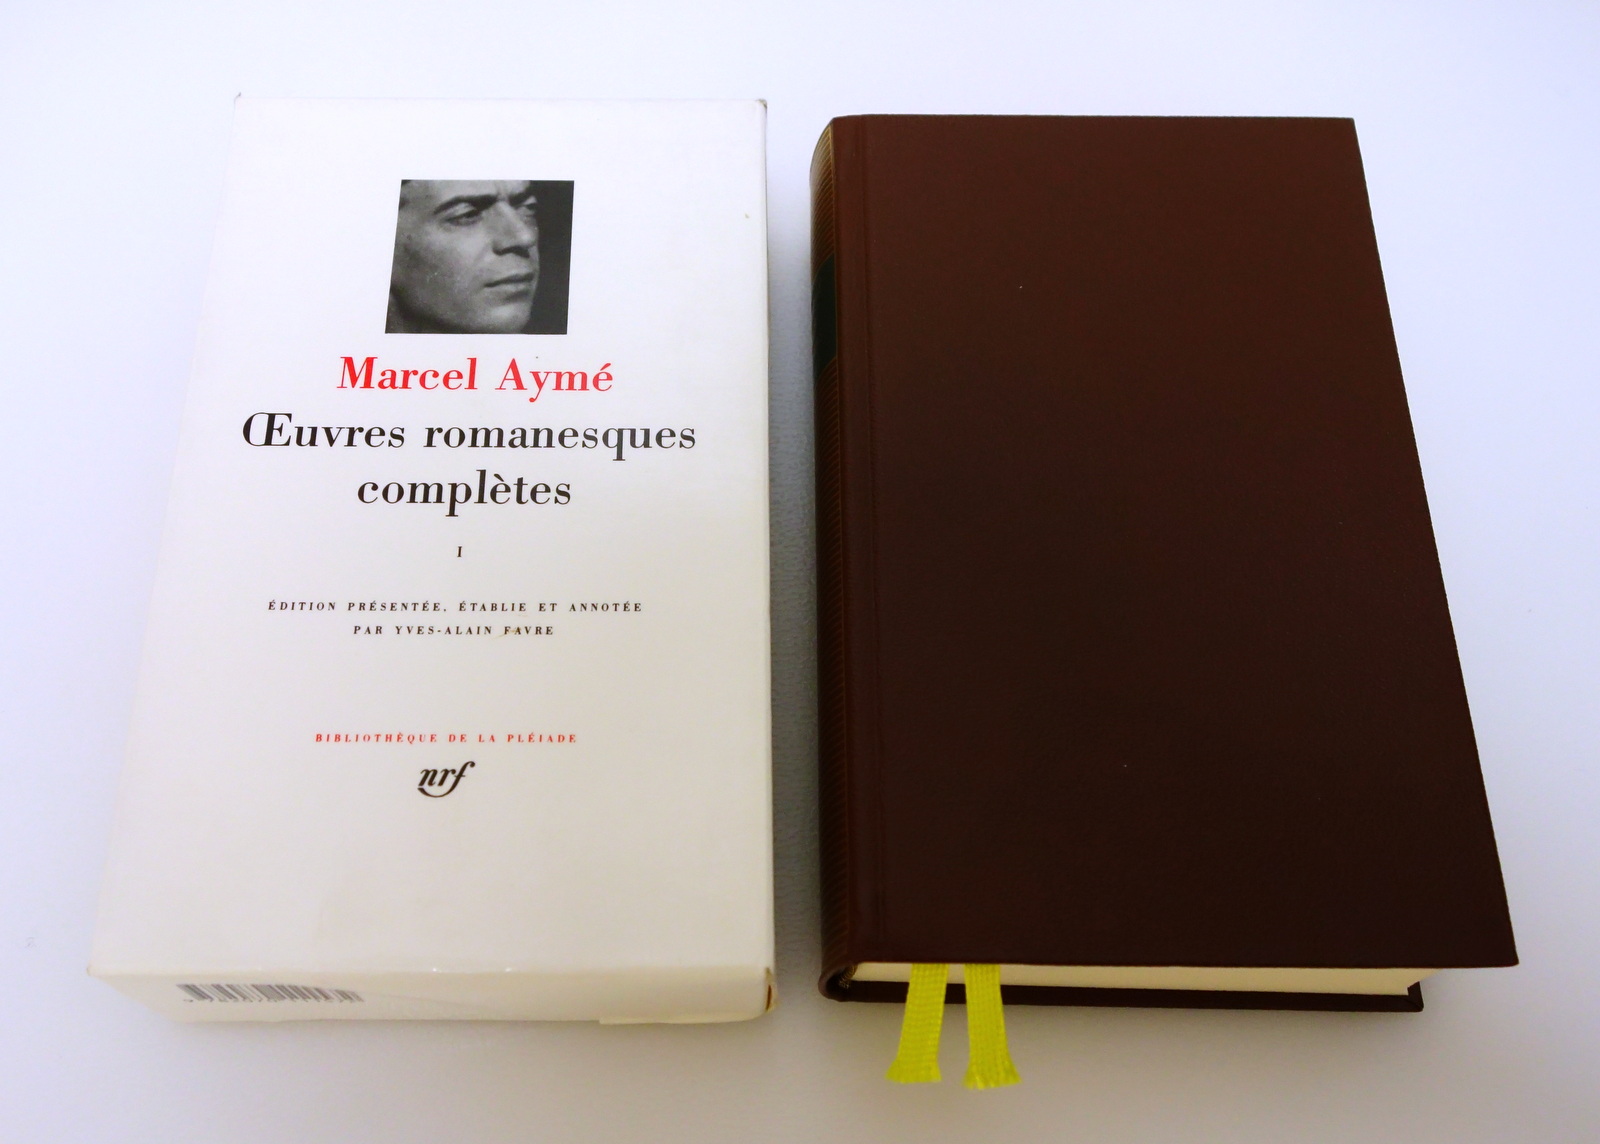 Marcel Aymé
Œuvres romanesques
complètes
I
ÉDITION PRÉSENTÉE, ÉTABLIE ET ANNOTÉE
PAR YVES-ALAIN FAVRE
BIBLIOTHÈQUE DE LA PLÉIADE
nrf